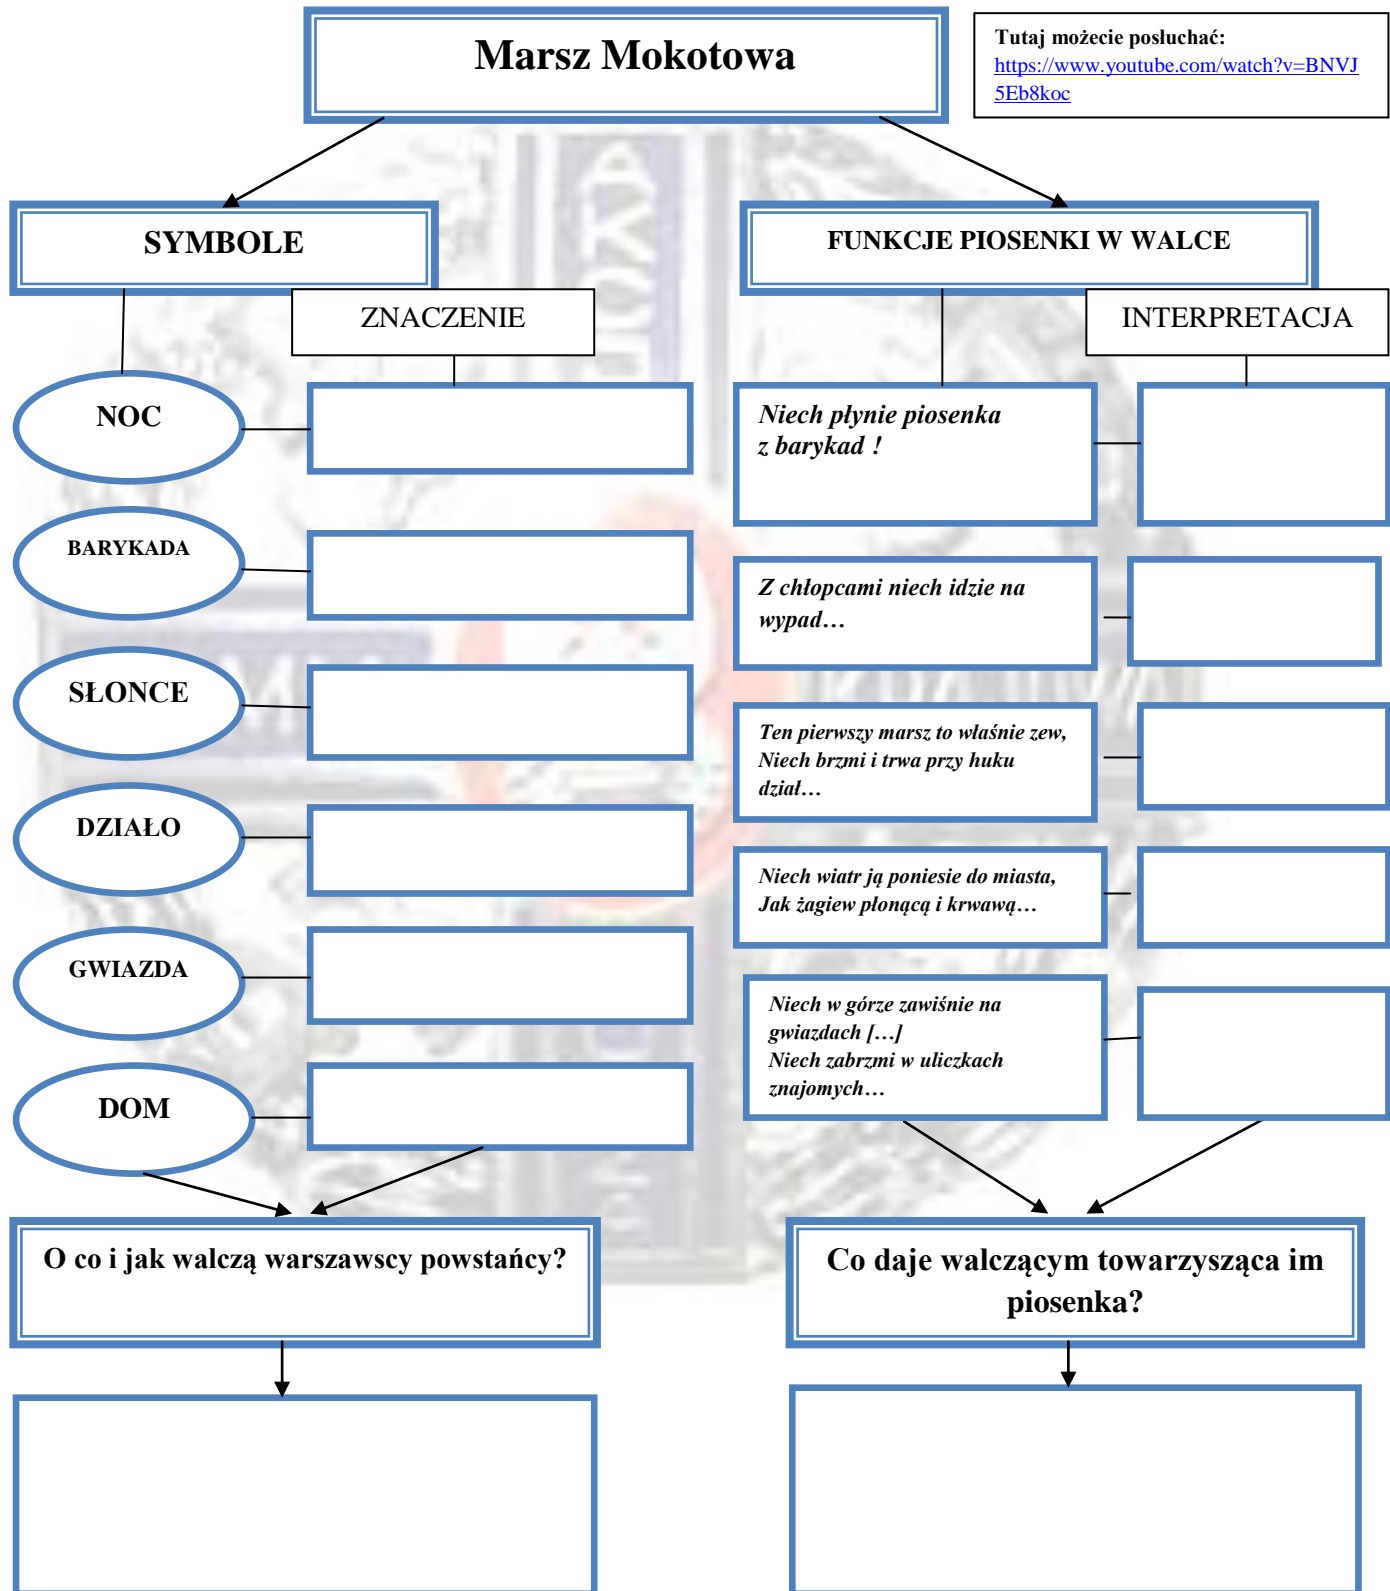 Marsz Mokotowa
Tutaj możecie posłuchać:
https://www.youtube.com/watch?v=BNVJ
5Eb8koc
SYMBOLE
ZNACZENIE
NOC
BARYKADA
SŁONCE
DZIAŁO
GWIAZDA
DOM
O co i jak walczą warszawscy powstańcy?
FUNKCJE PIOSENKI W WALCE
INTERPRETACJA
Niech płynie piosenka
z barykad !
Z chłopcami niech idzie na
wypad…
Ten pierwszy marsz to właśnie zew,
Niech brzmi i trwa przy huku
dział…
Niech wiatr ją poniesie do miasta,
Jak żagiew płonącą i krwawą…
Niech w górze zawiśnie na
gwiazdach […]
Niech zabrzmi w uliczkach
znajomych…
Co daje walczącym towarzysząca im
piosenka?